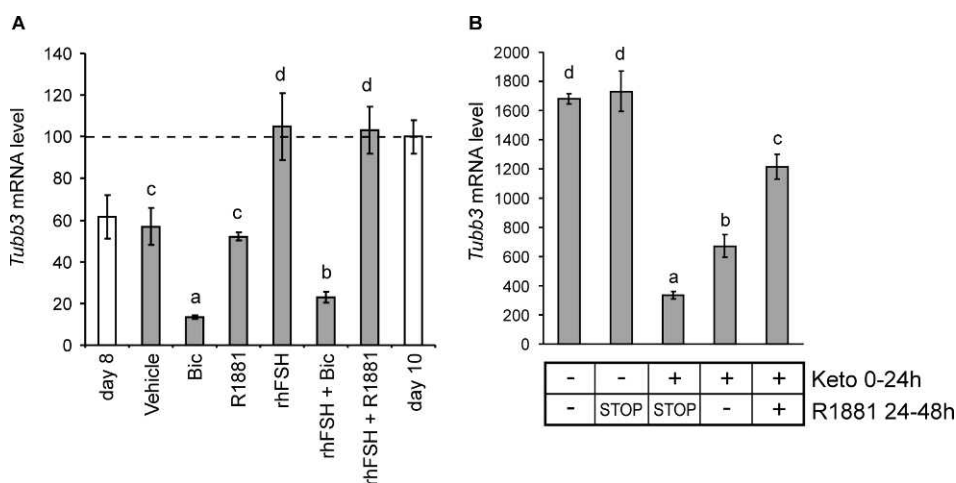 A
Tubb3 mRNA level
140
120
100
80
60
40
20
0
c
a
c
d
b
d
day 8
Vehicle
Bic
R1881
rhFSH
rhFSH + Bic
rhFSH + R1881
day 10
B
Tubb3 mRNA level
2000
1800
1600
1400
1200
1000
800
600
400
200
0
d
d
a
b
c
- - + + + Keto 0-24h
- STOP STOP - + R1881 24-48h